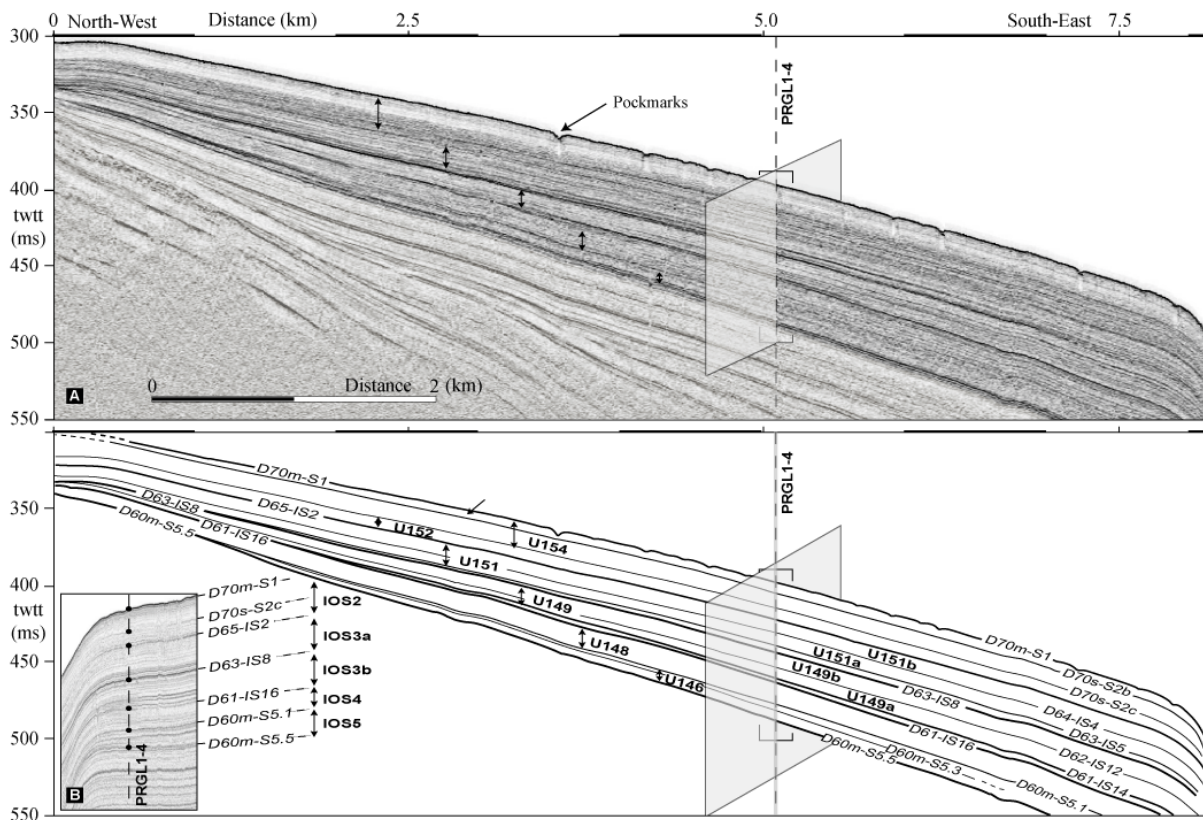 0 North-West Distance (km) 2.5 5.0 South-East 7.5
300
350
400
twtt
(ms)
450
500
550
Pockmarks
PRGL1-4
A
0 Distance 2 (km)
350
400
twtt
(ms)
450
500
550
D70m-S1
D65-IS2
D63-IS8
D61-IS16
D60m-S5.5
U152
U154
U151
U149
U148
U146
PRGL1-4
U151b
U151a
U149b
U149a
D70m-S1
D70s-S2b
D70s-S2c
D63-IS8
D64-IS4
D63-IS5
D62-IS12
D61-IS16
D61-IS14
D60m-S5.3
D60m-S5.1
D60m-S5.5
D70m-S1
D70s-S2c
D65-IS2
D63-IS8
D61-IS16
D60m-S5.1
D60m-S5.5
IOS2
IOS3a
IOS3b
IOS4
IOS5
PRGL1-4
B